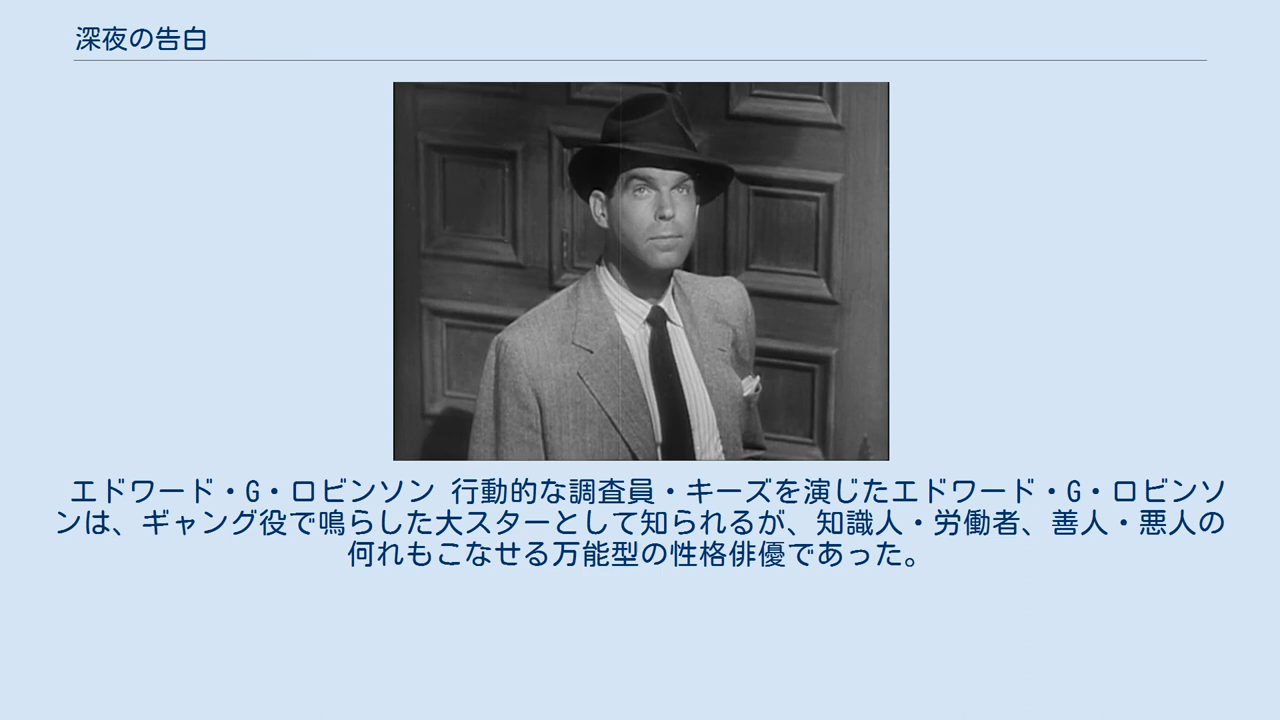 深夜の告白
エドワード・G・ロビンソン 行動的な調査員・キーズを演じたエドワード・G・ロビンソ
ンは、ギャング役で鳴らした大スターとして知られるが、知識人・労働者、善人・悪人の
何れもこなせる万能型の性格俳優であった。